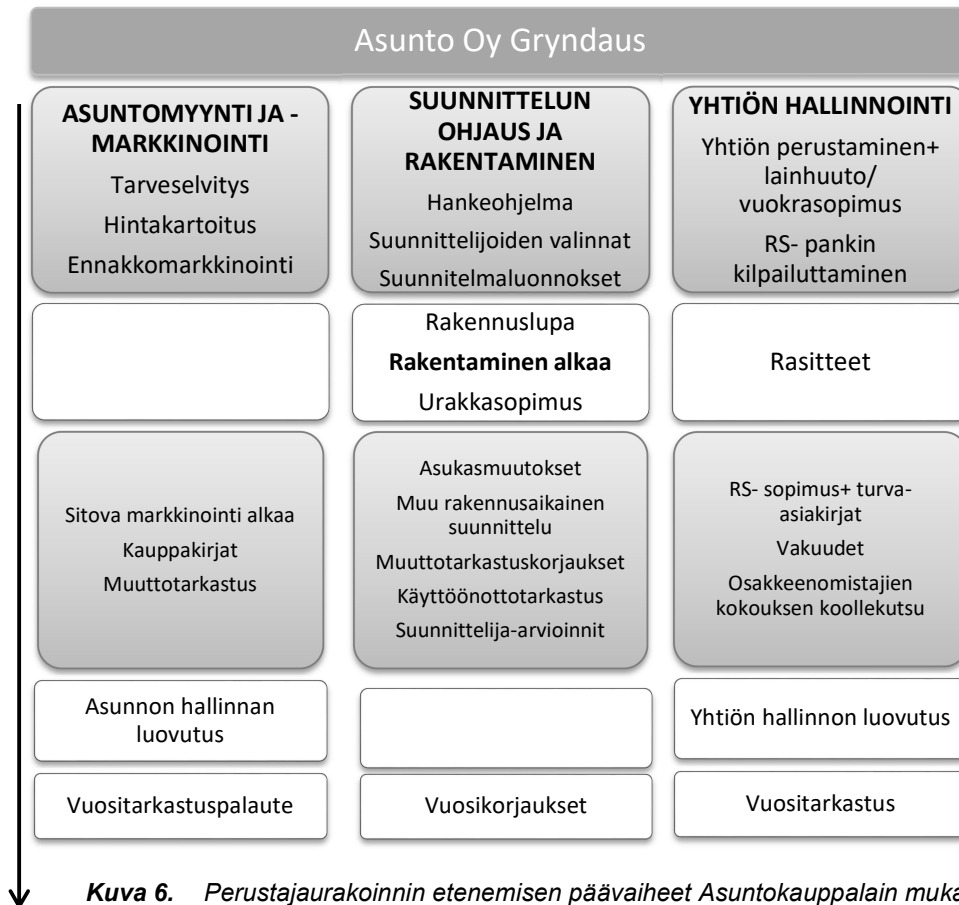 Asunto Oy Gryndaus
ASUNTOMYYNTI JA -
MARKKINOINTI
Tarveselvitys
Hintakartoitus
Ennakkomarkkinointi
SUUNNITTELUN
OHJAUS JA
RAKENTAMINEN
Hankeohjelma
Suunnittelijoiden valinnat
Suunnitelmaluonnokset
YHTIÖN HALLINNOINTI
Yhtiön perustaminen+
lainhuuto/
vuokrasopimus
RS- pankin
kilpailuttaminen
Rakennuslupa
Rakentaminen alkaa
Urakkasopimus
Rasitteet
Sitova markkinointi alkaa
Kauppakirjat
Muuttotarkastus
Asukasmuutokset
Muu rakennusaikainen
suunnittelu
Muuttotarkastuskorjaukset
Käyttöönottotarkastus
Suunnittelija-arvioinnit
RS- sopimus+ turva-
asiakirjat
Vakuudet
Osakkeenomistajien
kokouksen koollekutsu
Asunnon hallinnan
luovutus
Yhtiön hallinnon luovutus
Vuositarkastuspalaute
Vuosikorjaukset
Vuositarkastus
Kuva 6. Perustajaurakoinnin etenemisen päävaiheet Asuntokauppalain muka